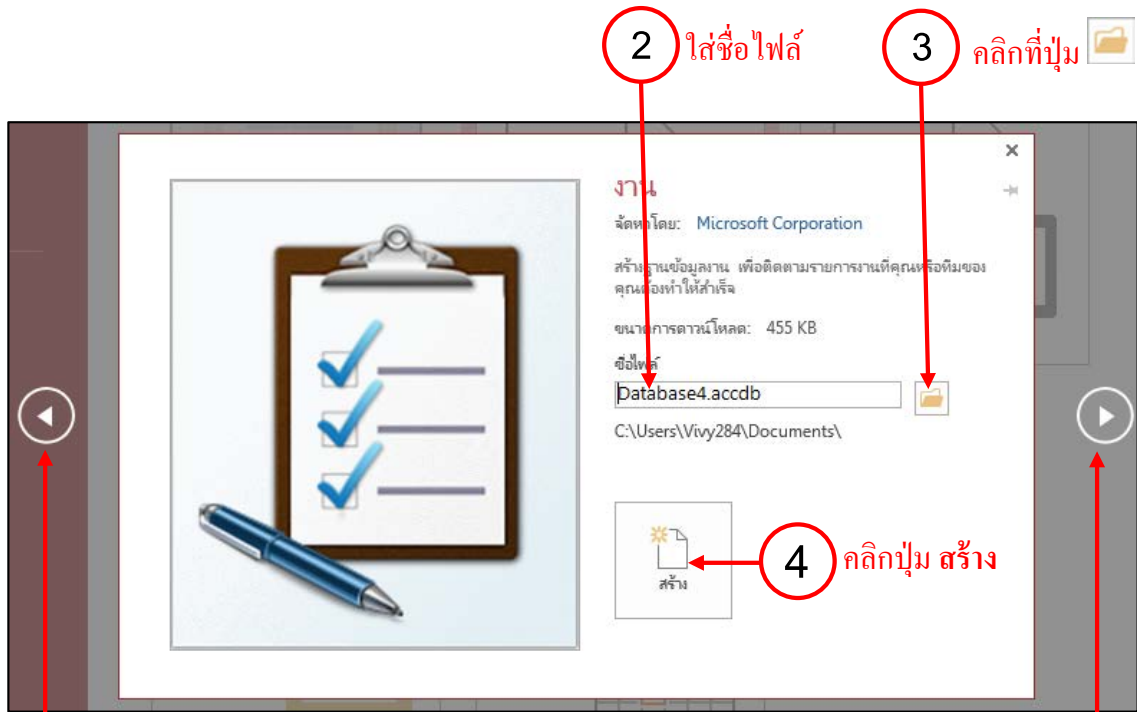 2 ใส่ชื่อไฟล์
3 คลิกที่ปุ่ม
งาน
จัดหาโดย: Microsoft Corporation
สร้างฐานข้อมูลงาน เพื่อติดตามรายการงานที่คุณหรือทีมของ
คุณต้องทำให้สำเร็จ
ขนาดการดาวน์โหลด: 455 KB
ชื่อไฟล์
Database4.accdb
C:\Users\Vivy284\Documents\
สร้าง
4 คลิกปุ่ม สร้าง